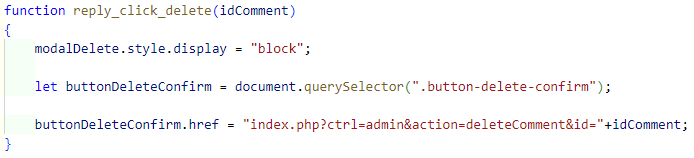 function reply_click_delete(idComment)
{
    modalDelete.style.display = "block";
    let buttonDeleteConfirm = document.querySelector(".button-delete-confirm");
    buttonDeleteConfirm.href = "index.php?ctrl=admin&action=deleteComment&id="+idComment;
}